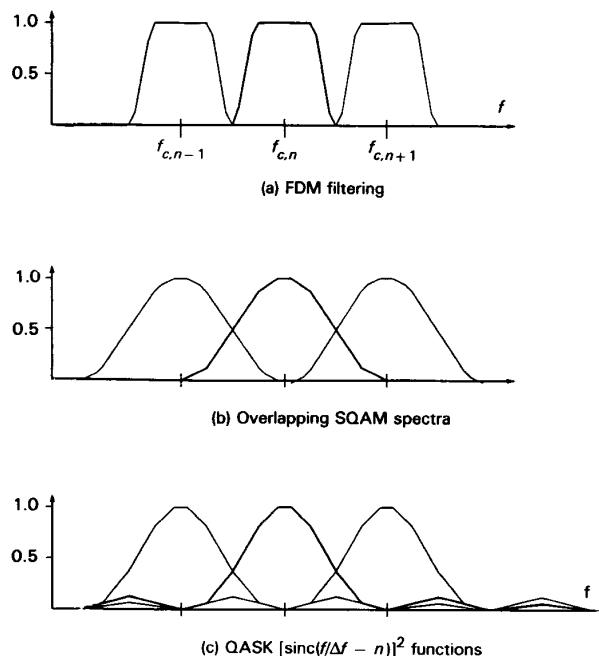 1.0
0.5
f
f_{c,n−1} f_{c,n} f_{c,n+1}
(a) FDM filtering
1.0
0.5
(b) Overlapping SQAM spectra
1.0
0.5
f
(c) QASK [sinc(f/Δf − n)]² functions